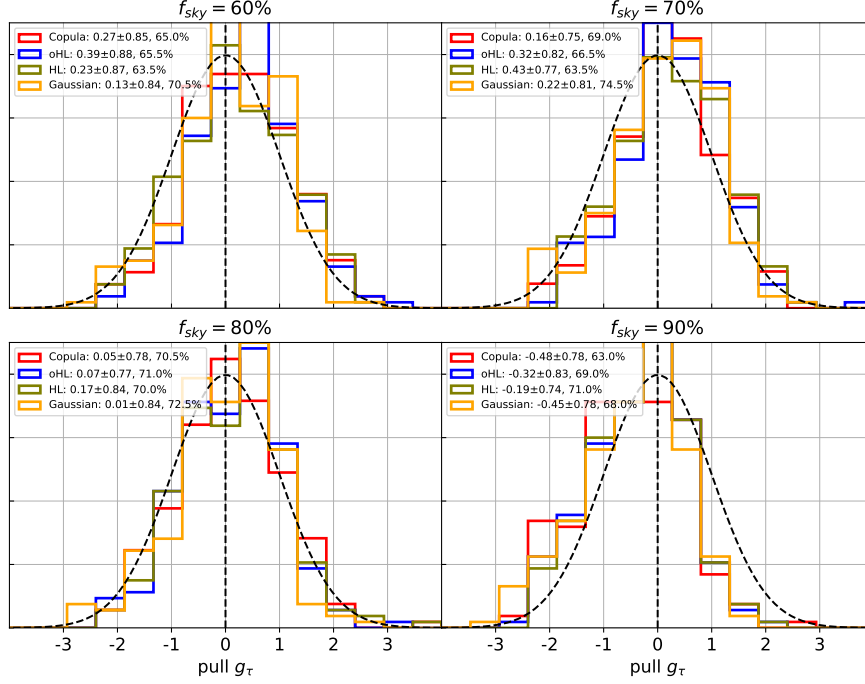 f_sky = 60%
Copula: 0.27±0.85, 65.0%
oHL: 0.39±0.88, 65.5%
HL: 0.23±0.87, 63.5%
Gaussian: 0.13±0.84, 70.5%
f_sky = 70%
Copula: 0.16±0.75, 69.0%
oHL: 0.32±0.82, 66.5%
HL: 0.43±0.77, 63.5%
Gaussian: 0.22±0.81, 74.5%
f_sky = 80%
Copula: 0.05±0.78, 70.5%
oHL: 0.07±0.77, 71.0%
HL: 0.17±0.84, 70.0%
Gaussian: 0.01±0.84, 72.5%
-3 -2 -1 0 1 2 3
pull g_τ
f_sky = 90%
Copula: -0.48±0.78, 63.0%
oHL: -0.32±0.83, 69.0%
HL: -0.19±0.74, 71.0%
Gaussian: -0.45±0.78, 68.0%
-3 -2 -1 0 1 2 3
pull g_τ